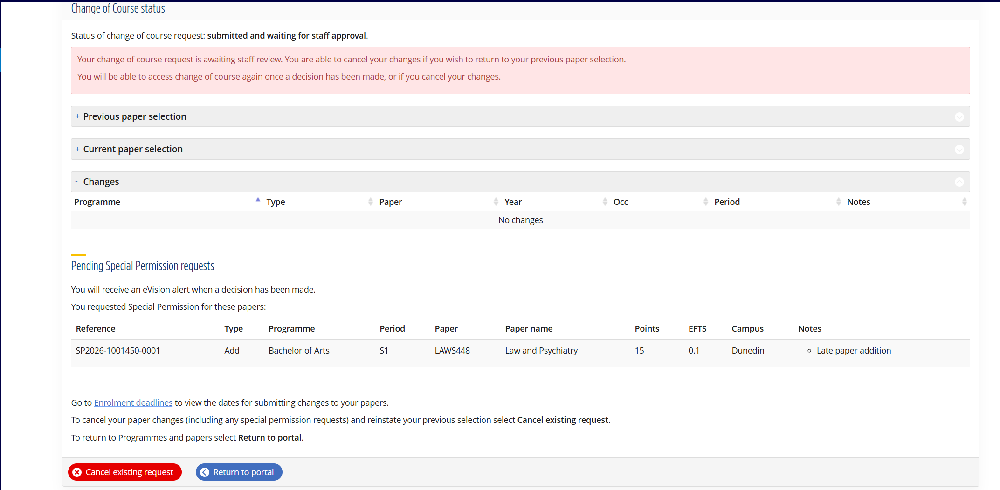 Change of Course status
Status of change of course request: submitted and waiting for staff approval.
Your change of course request is awaiting staff review. You are able to cancel your changes if you wish to return to your previous paper selection.
You will be able to access change of course again once a decision has been made, or if you cancel your changes.
+ Previous paper selection
+ Current paper selection
- Changes
Programme Type Paper Year Occ Period Notes
No changes
Pending Special Permission requests
You will receive an eVision alert when a decision has been made.
You requested Special Permission for these papers:
Reference Type Programme Period Paper Paper name Points EFTS Campus Notes
SP2026-1001450-0001 Add Bachelor of Arts S1 LAWS448 Law and Psychiatry 15 0.1 Dunedin Late paper addition
Go to Enrolment deadlines to view the dates for submitting changes to your papers.
To cancel your paper changes (including any special permission requests) and reinstate your previous selection select Cancel existing request.
To return to Programmes and papers select Return to portal.
Cancel existing request Return to portal